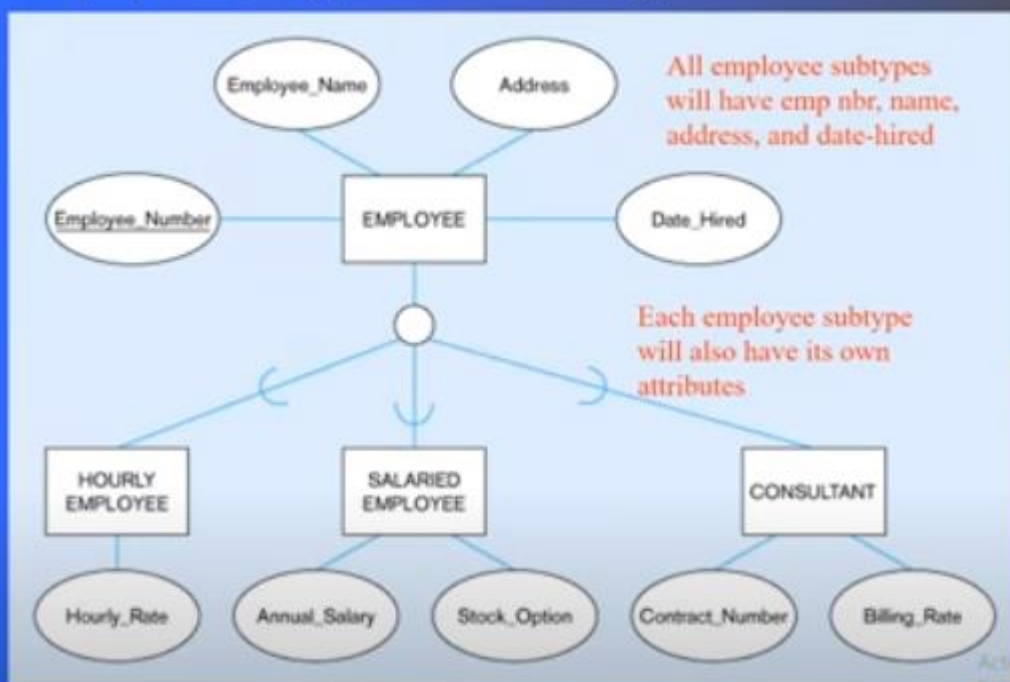 Employee_Name
Address
All employee subtypes
will have emp nbr, name,
address, and date-hired
Employee_Number
EMPLOYEE
Date_Hired
Each employee subtype
will also have its own
attributes
HOURLY
EMPLOYEE
SALARIED
EMPLOYEE
CONSULTANT
Hourly_Rate
Annual_Salary
Stock_Option
Contract_Number
Billing_Rate